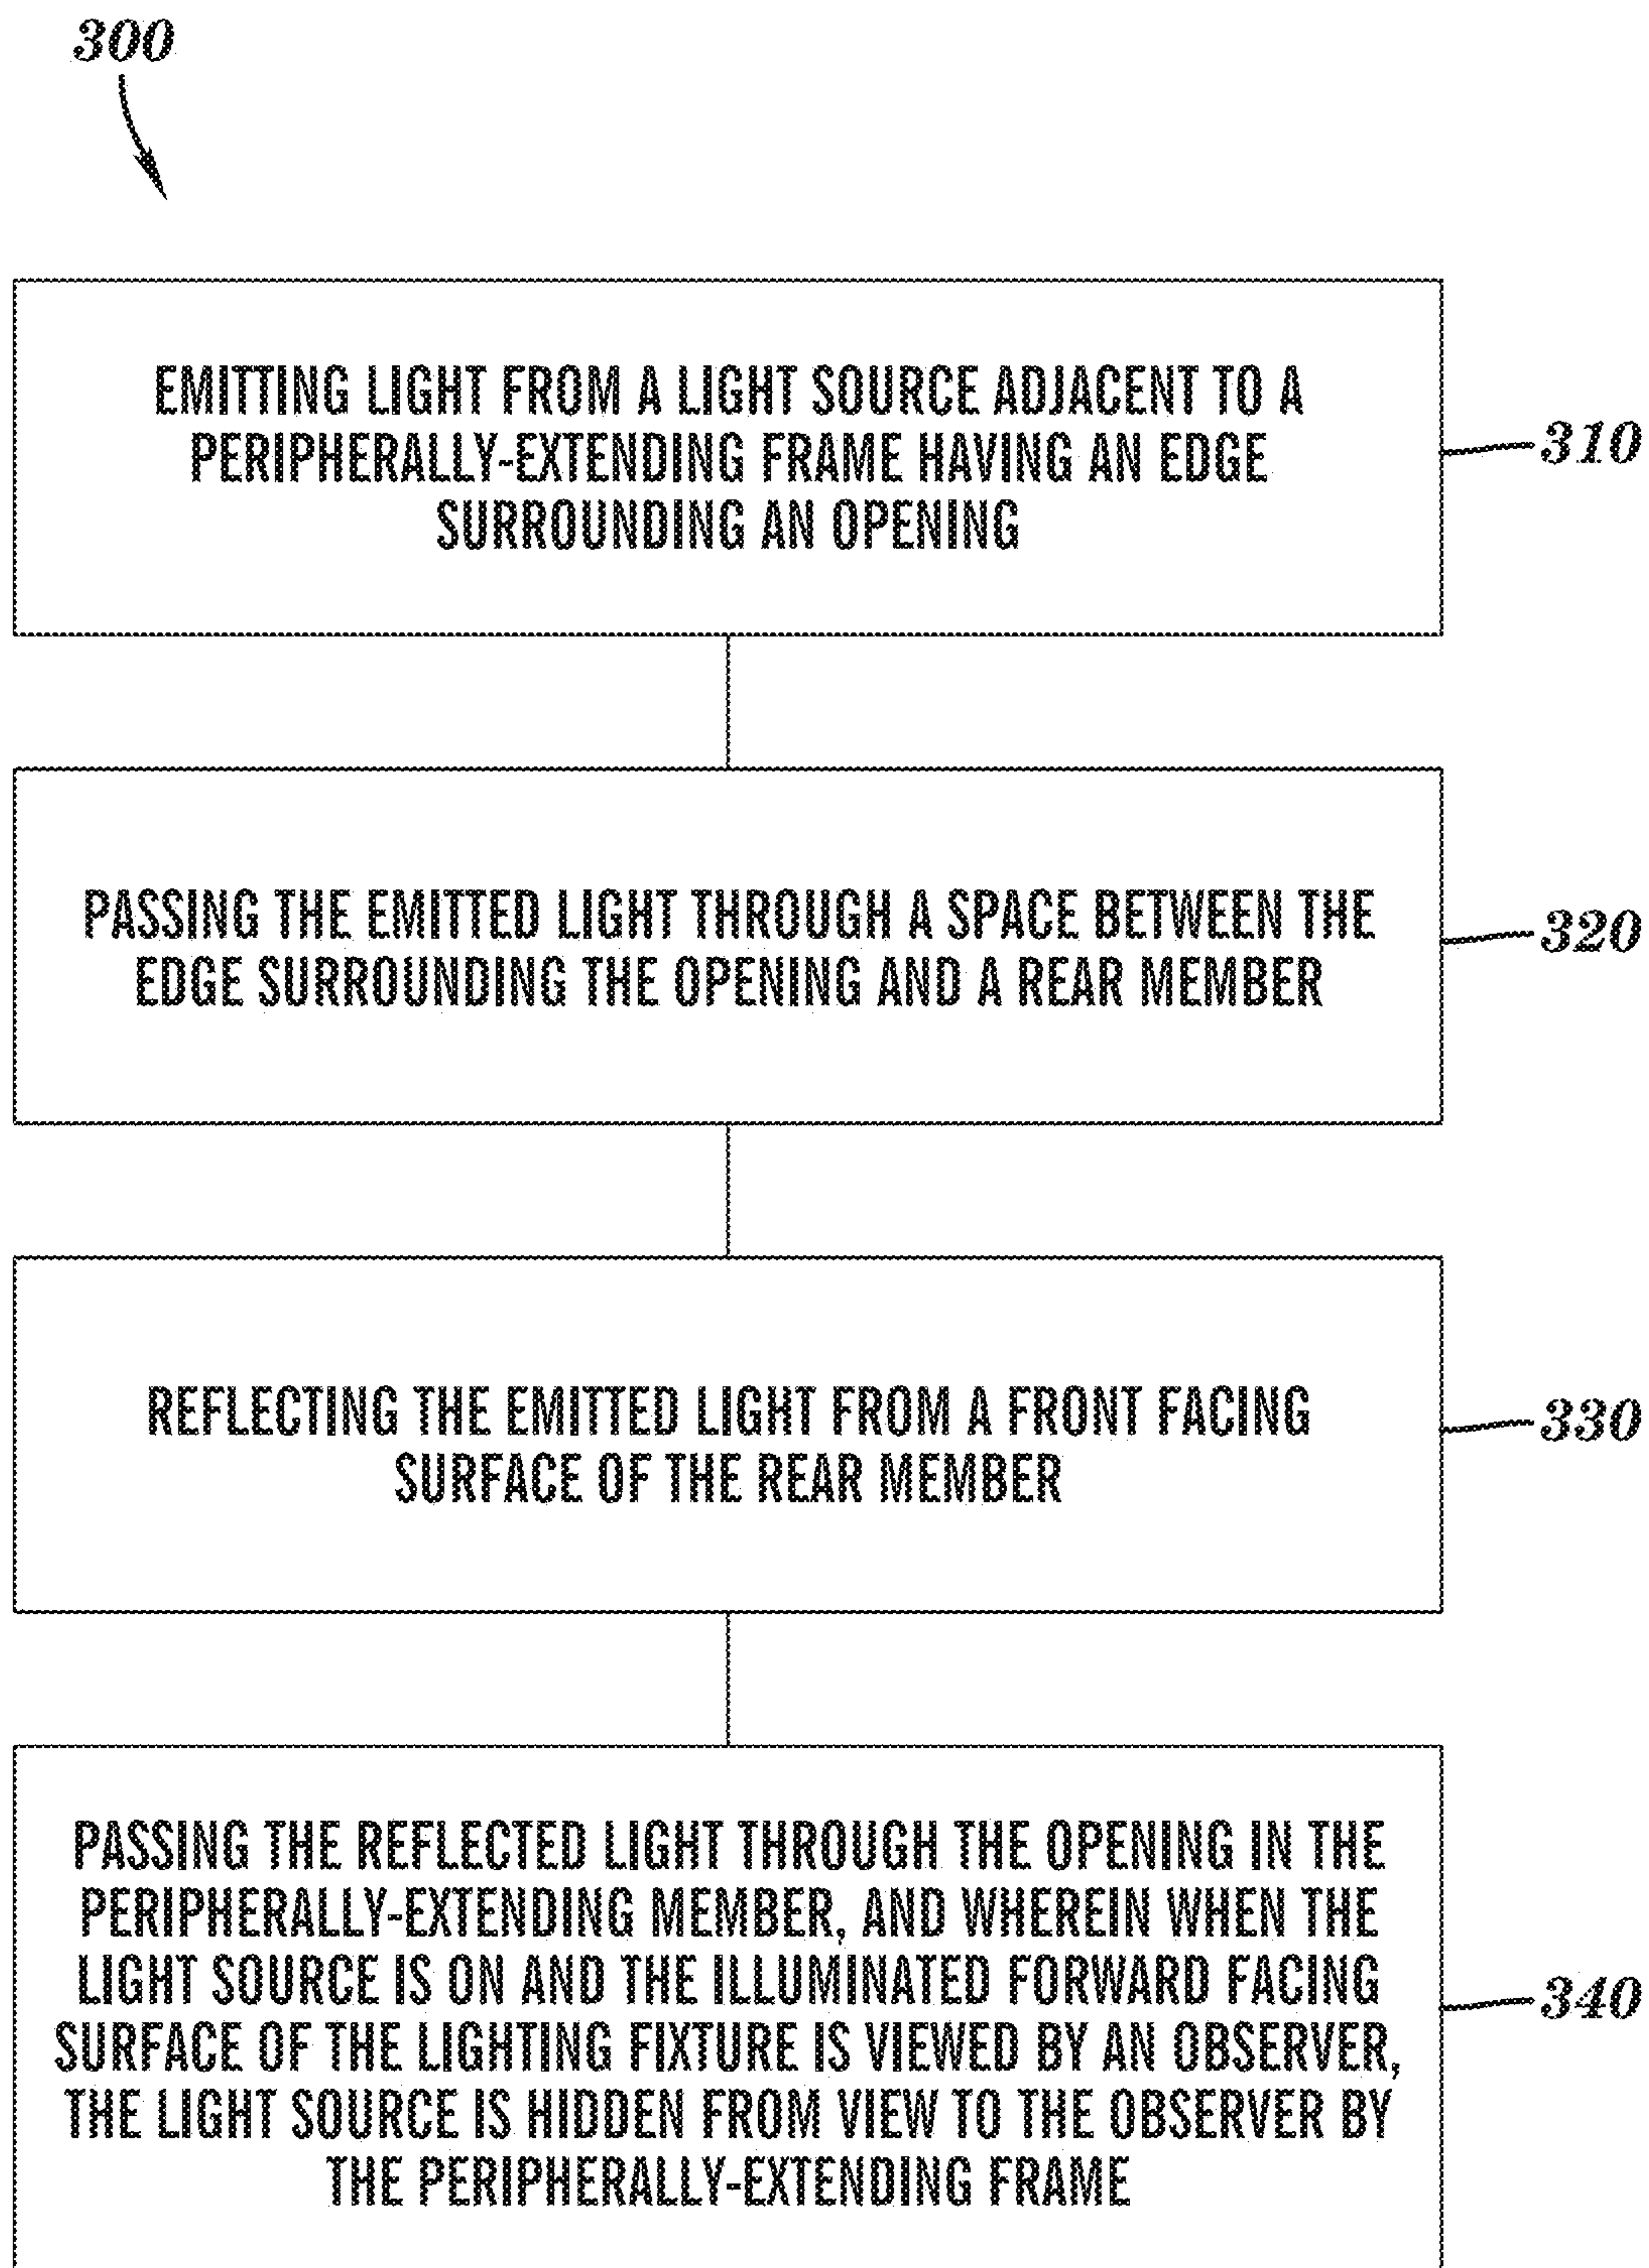 300
EMITTING LIGHT FROM A LIGHT SOURCE ADJACENT TO A
PERIPHERALLY-EXTENDING FRAME HAVING AN EDGE
SURROUNDING AN OPENING
310
PASSING THE EMITTED LIGHT THROUGH A SPACE BETWEEN THE
EDGE SURROUNDING THE OPENING AND A REAR MEMBER
320
REFLECTING THE EMITTED LIGHT FROM A FRONT FACING
SURFACE OF THE REAR MEMBER
330
PASSING THE REFLECTED LIGHT THROUGH THE OPENING IN THE
PERIPHERALLY-EXTENDING MEMBER, AND WHEREIN WHEN THE
LIGHT SOURCE IS ON AND THE ILLUMINATED FORWARD FACING
SURFACE OF THE LIGHTING FIXTURE IS VIEWED BY AN OBSERVER,
THE LIGHT SOURCE IS HIDDEN FROM VIEW TO THE OBSERVER BY
THE PERIPHERALLY-EXTENDING FRAME
340